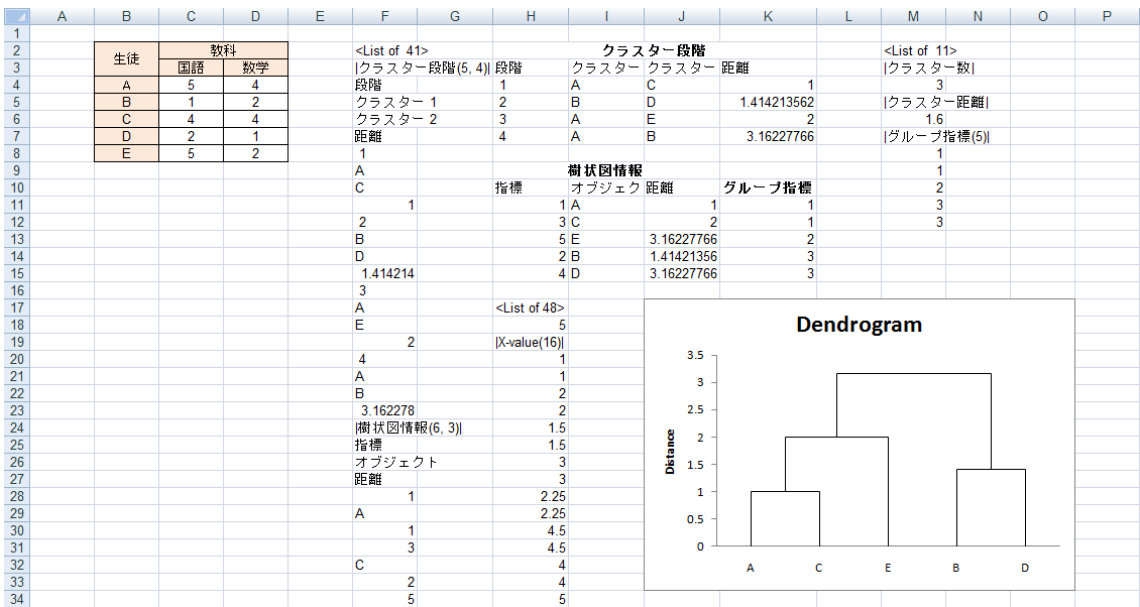 A B C D E F G H I J K L M N O P
1
2 生徒 教科 <List of 41> クラスター段階 <List of 11>
3 国語 数学 |クラスター段階(5, 4)| 段階 クラスター クラスター 距離 |クラスター数|
4 A 5 4 段階 1 A C 1 3
5 B 1 2 クラスター 1 2 B D 1.414213562 |クラスター距離|
6 C 4 4 クラスター 2 3 A E 2 1.6
7 D 2 1 距離 4 A B 3.16227766 |グループ指標(5)|
8 E 5 2 1 1
9 A 樹状図情報 1
10 C 指標 オブジェク 距離 グループ指標 2
11 1 1 A 1 1 3
12 2 3 C 2 1 3
13 B 5 E 3.16227766 2
14 D 2 B 1.41421356 3
15 1.414214 4 D 3.16227766 3
16 3
17 A <List of 48>
18 E 5
19 2 |X-value(16)|
20 4 1
21 A 1
22 B 2
23 3.162278 2
24 |樹状図情報(6, 3)| 1.5
25 指標 1.5
26 オブジェクト 3
27 距離 3
28 1 2.25
29 A 2.25
30 1 4.5
31 3 4.5
32 C 4
33 2 4
34 5 5
Dendrogram
Distance
3.5
3
2.5
2
1.5
1
0.5
0
A C E B D